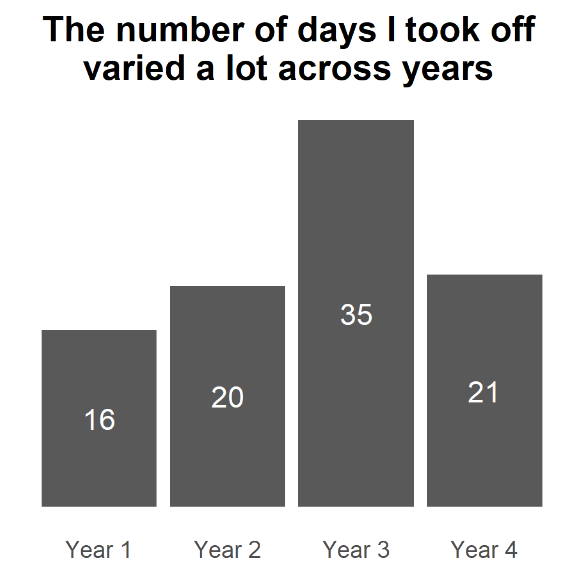 The number of days I took off
varied a lot across years
35
20
21
16
Year 1 Year 2 Year 3 Year 4